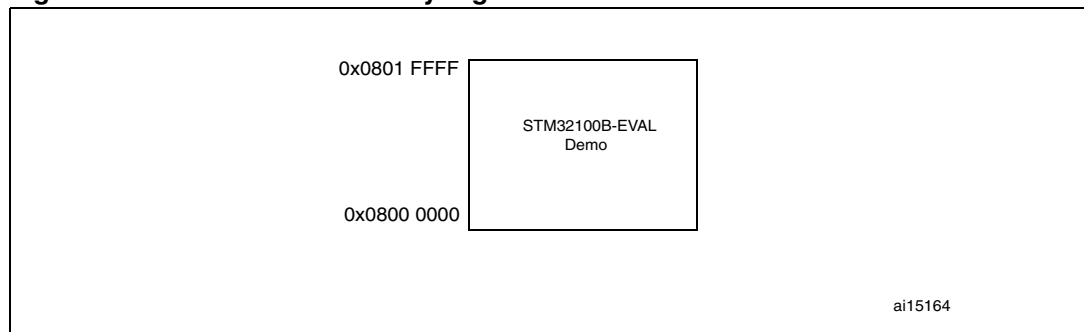 0x0801 FFFF
STM32100B-EVAL
Demo
0x0800 0000
ai15164